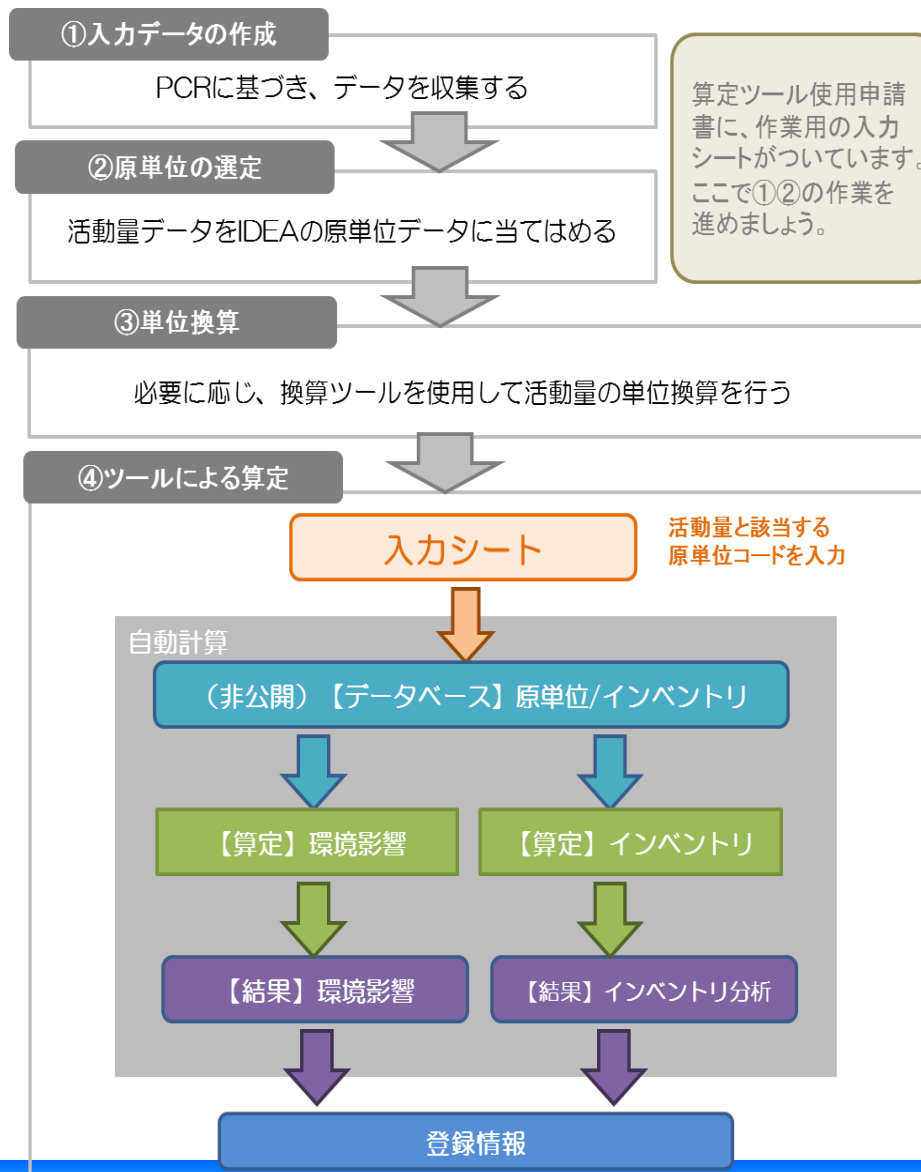 ①入力データの作成
PCRに基づき、データを収集する
算定ツール使用申請
書に、作業用の入力
シートがついています。
ここで①②の作業を
進めましょう。
②原単位の選定
活動量データをIDEAの原単位データに当てはめる
③単位換算
必要に応じ、換算ツールを使用して活動量の単位換算を行う
④ツールによる算定
入力シート
活動量と該当する
原単位コードを入力
自動計算
（非公開）【データベース】原単位/インベントリ
【算定】環境影響
【算定】インベントリ
【結果】環境影響
【結果】インベントリ分析
登録情報